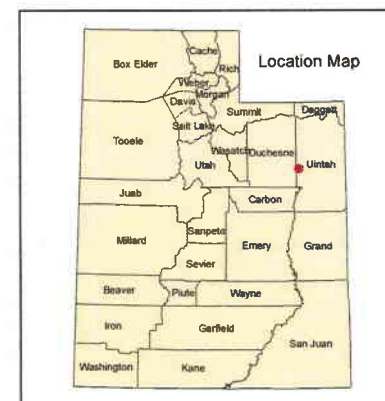 Location Map
Cache
Box Elder
Rich
Weber
Morgan
Davis
Daggett
Summit
Salt Lake
Tooele
Wasatch
Duchesne
Uintah
Utah
Juab
Carbon
Sanpete
Millard
Emery
Grand
Sevier
Beaver
Piute
Wayne
Iron
Garfield
San Juan
Washington
Kane